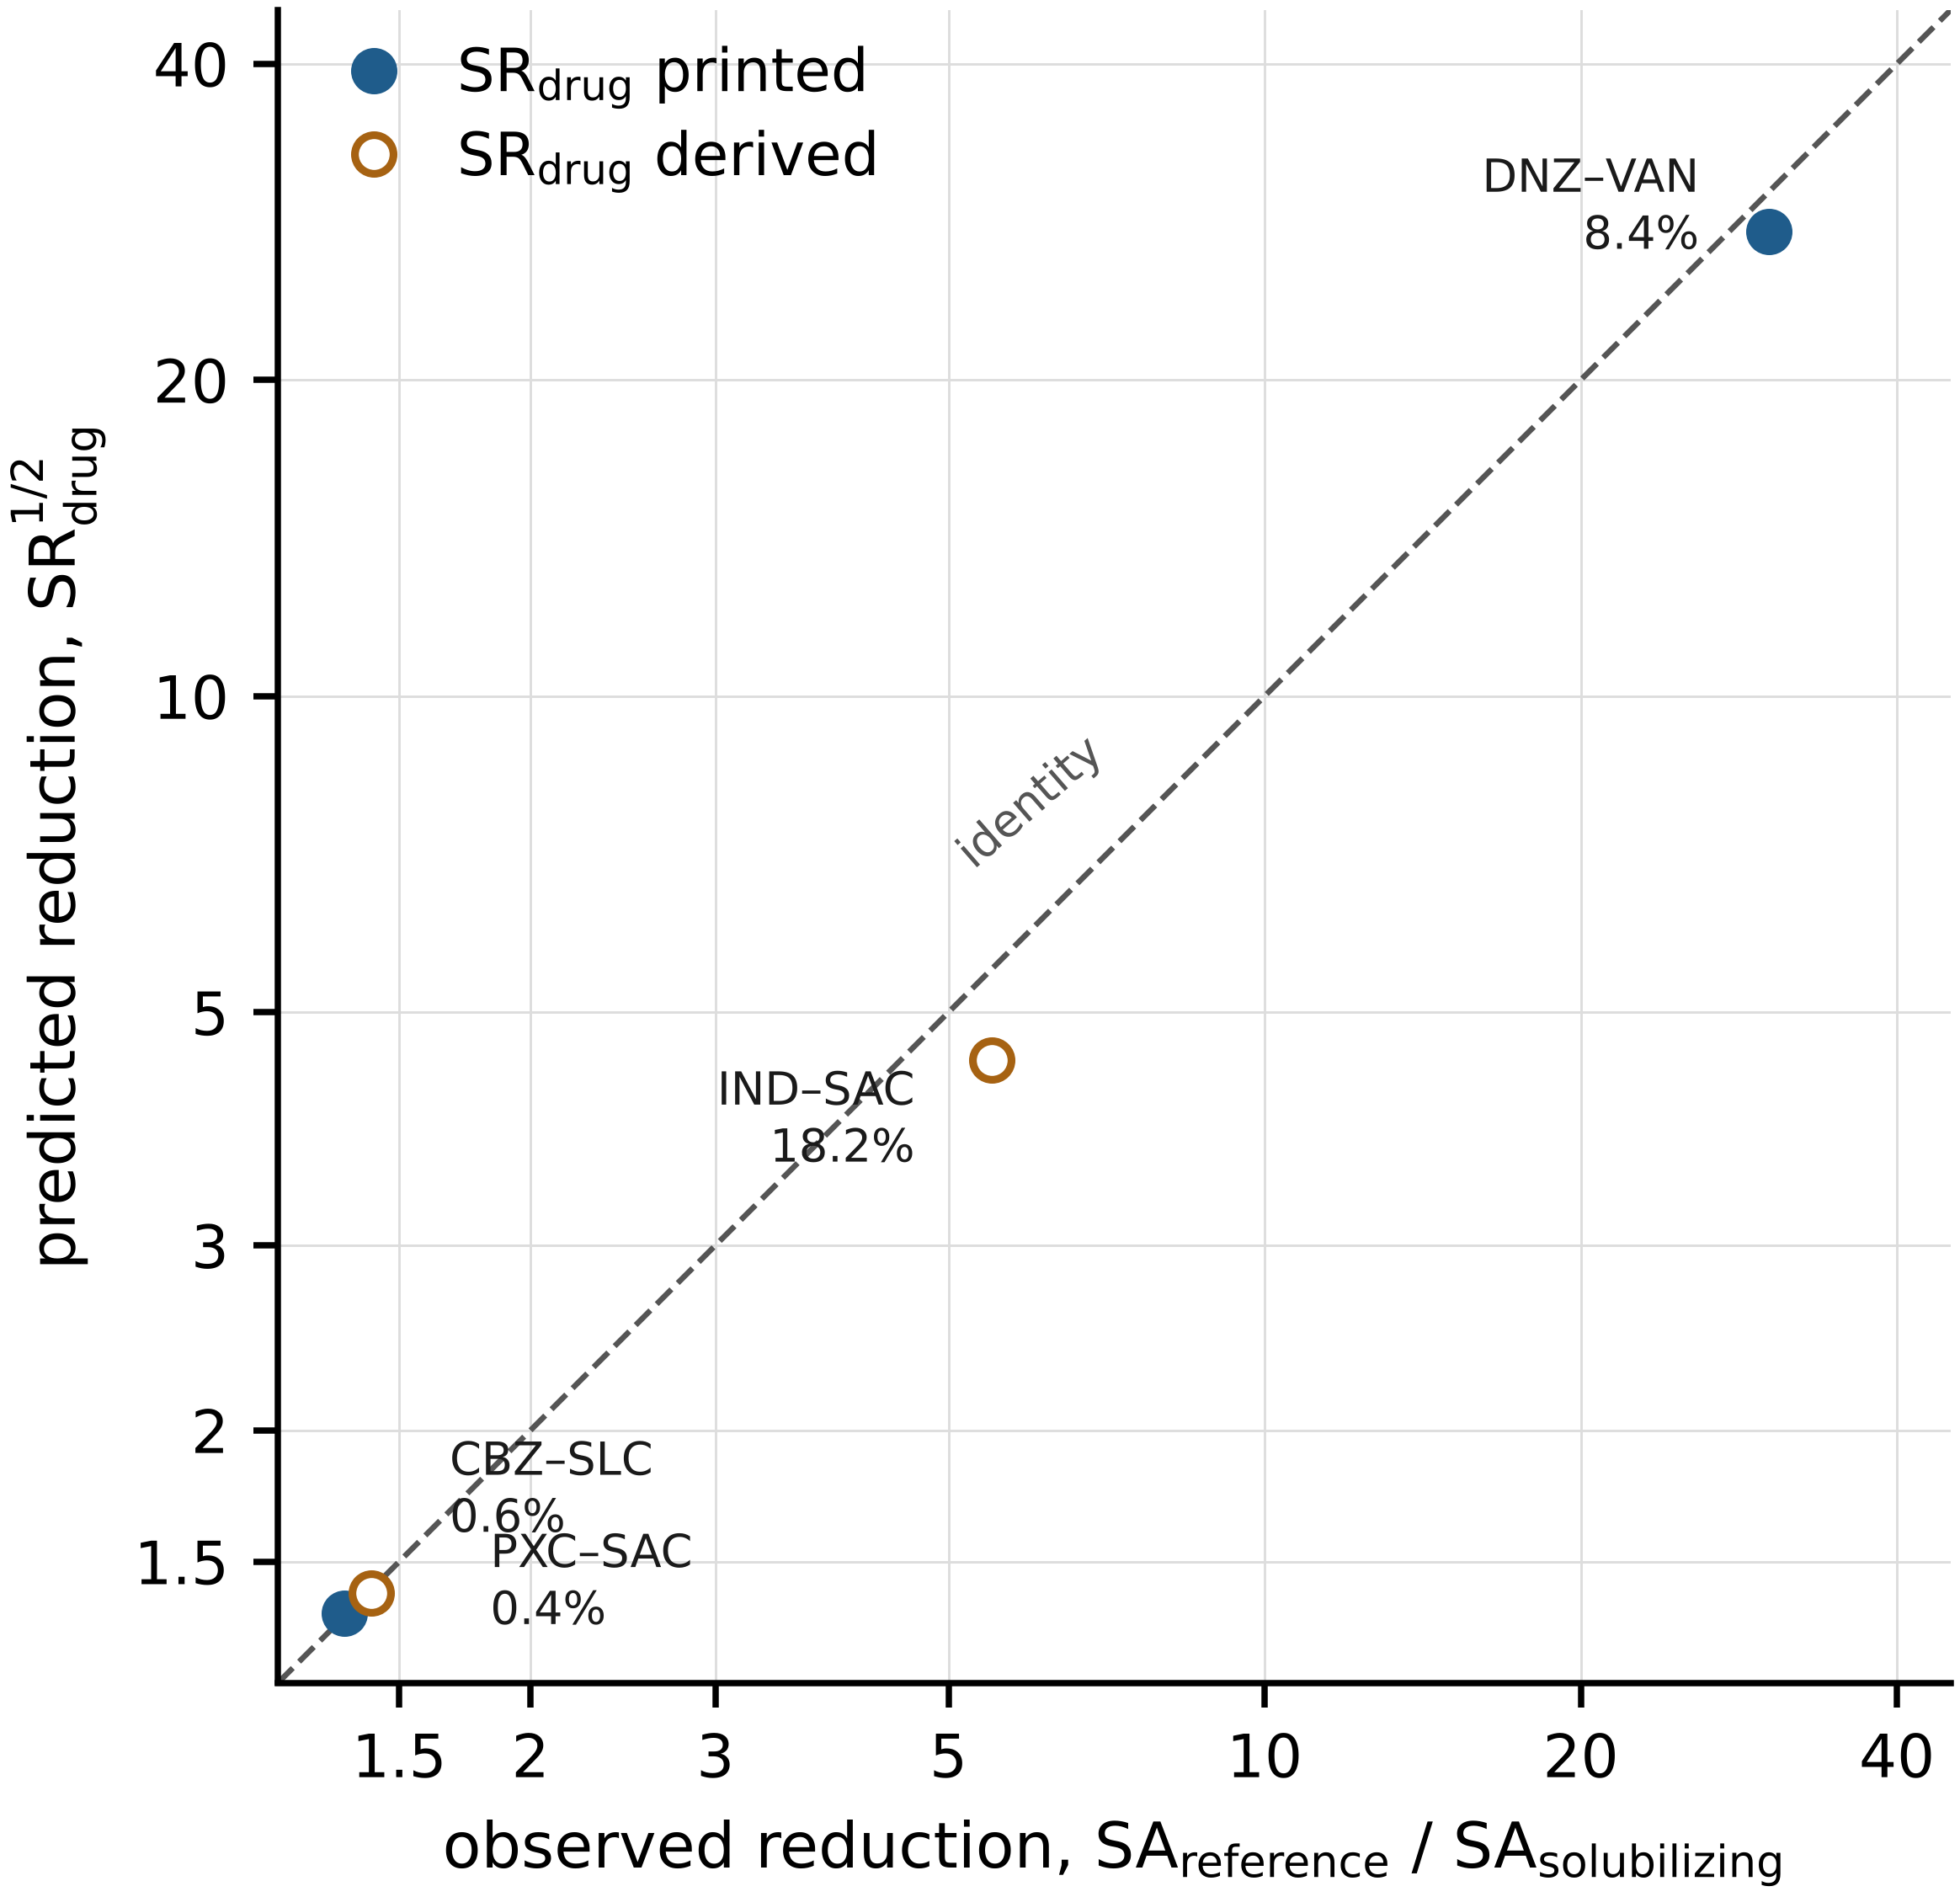 SRdrug printed
SRdrug derived
DNZ–VAN
8.4%
identity
IND–SAC
18.2%
CBZ–SLC
0.6%
PXC–SAC
0.4%
40
20
10
5
3
2
1.5
predicted reduction, SRdrug1/2
1.5 2 3 5 10 20 40
observed reduction, SAreference / SAsolubilizing